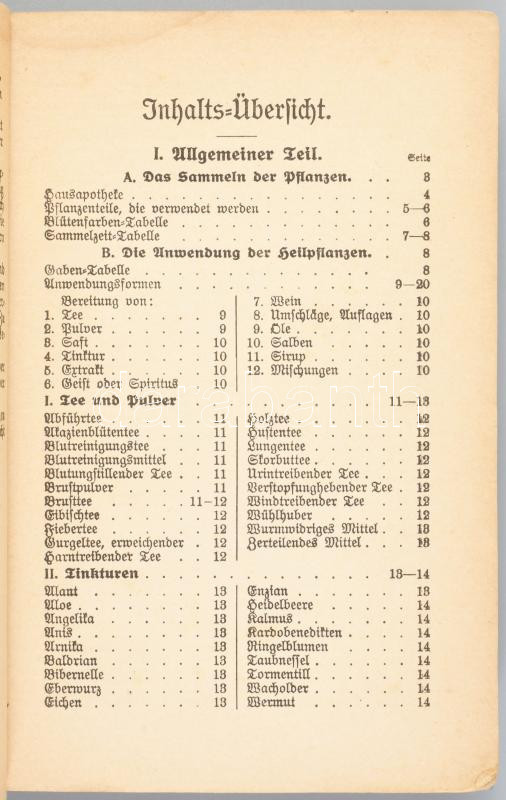 Inhalts-Übersicht.
I. Allgemeiner Teil. Seite
A. Das Sammeln der Pflanzen. . . 3
Hausapotheke . . . . . . . . . . . 4
Pflanzenteile, die verwendet werden . . . . . . 5—6
Blütenfarben-Tabelle . . . . . . . . . 6
Sammelzeit-Tabelle . . . . . . . . . 7—8
B. Die Anwendung der Heilpflanzen. . 8
Gaben-Tabelle . . . . . . . . . . 8
Anwendungsformen . . . . . . . . . 9—20
Bereitung von:
1. Tee . . . . . . 9
2. Pulver . . . . . 9
3. Saft . . . . . . 10
4. Tinktur . . . . . 10
5. Extrakt . . . . . 10
6. Geist oder Spiritus 10
7. Wein . . . . . . 10
8. Umschläge, Auflagen . 10
9. Öle . . . . . . 10
10. Salben . . . . . 10
11. Sirup . . . . . 10
12. Mischungen . . . . 10
I. Tee und Pulver . . . . . . . . . 11—13
Abführtee . . . . . . 11
Akazienblütentee . . . . 11
Blutreinigungstee . . . 11
Blutreinigungsmittel . . 11
Blutungstillender Tee . . 11
Brustpulver . . . . . 11
Brusttee . . . . . 11—12
Eibischtee . . . . . 12
Fiebertee . . . . . . 12
Gurgeltee, erweichender . 12
Harntreibender Tee . . . 12
Holztee . . . . . . 12
Hustentee . . . . . 12
Lungentee . . . . . 12
Skorbuttee . . . . . 12
Urintreibender Tee . . . 12
Verstopfunghebender Tee . 12
Windtreibender Tee . . 12
Wühlhuber . . . . . 12
Wurmwidriges Mittel . . 13
Zerteilendes Mittel . . . 13
II. Tinkturen . . . . . . . . . . . 13—14
Alant . . . . . . . 13
Aloe . . . . . . . 13
Angelika . . . . . . 13
Anis . . . . . . . 13
Arnika . . . . . . 13
Baldrian . . . . . . 13
Bibernelle . . . . . . 13
Eberwurz . . . . . . 13
Eichen . . . . . . . 13
Enzian . . . . . . 13
Heidelbeere . . . . . 14
Kalmus . . . . . . 14
Kardobenedikten . . . . 14
Ringelblumen . . . . 14
Taubnessel . . . . . 14
Tormentill . . . . . 14
Wacholder . . . . . 14
Wermut . . . . . . 14
darabanth